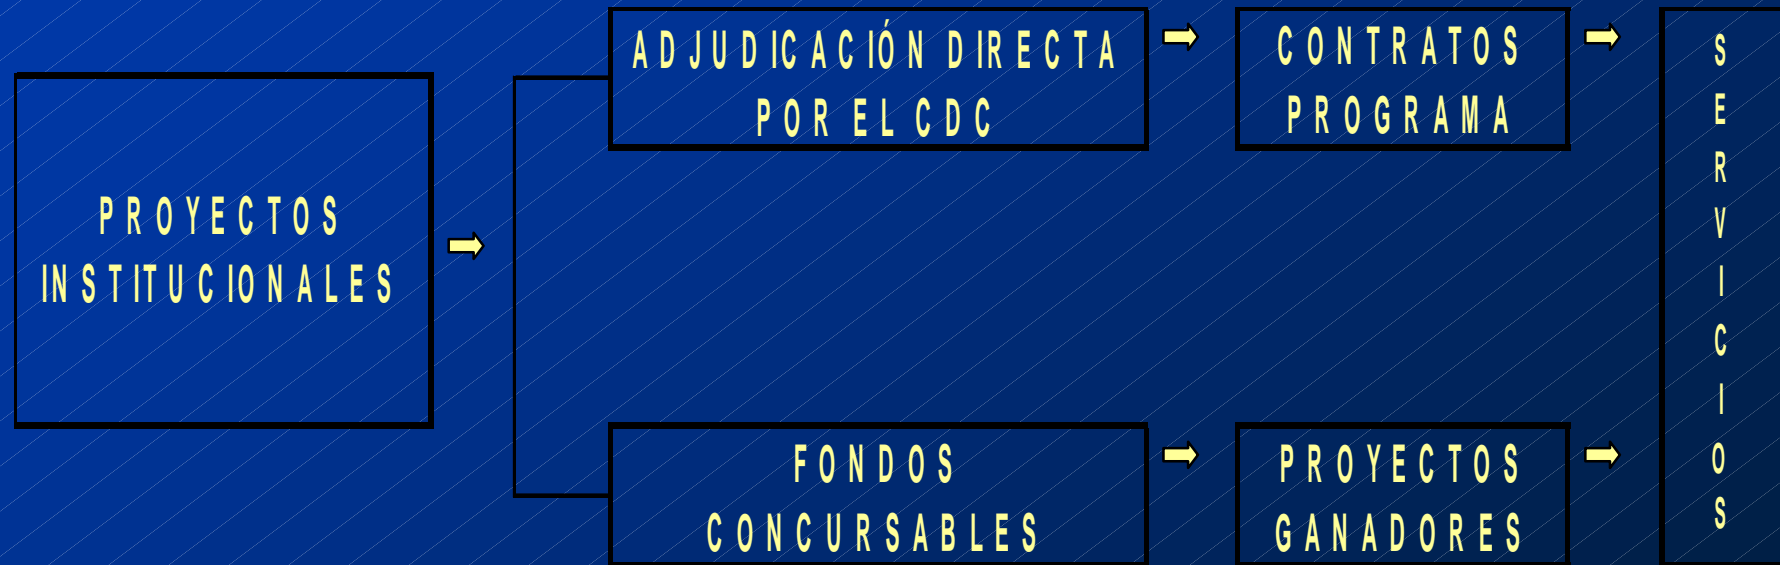 PROYECTOS
INSTITUCIONALES
ADJUDICACIÓN DIRECTA
POR EL CDC
CONTRATOS
PROGRAMA
FONDOS
CONCURSABLES
PROYECTOS
GANADORES
SERVICIOS